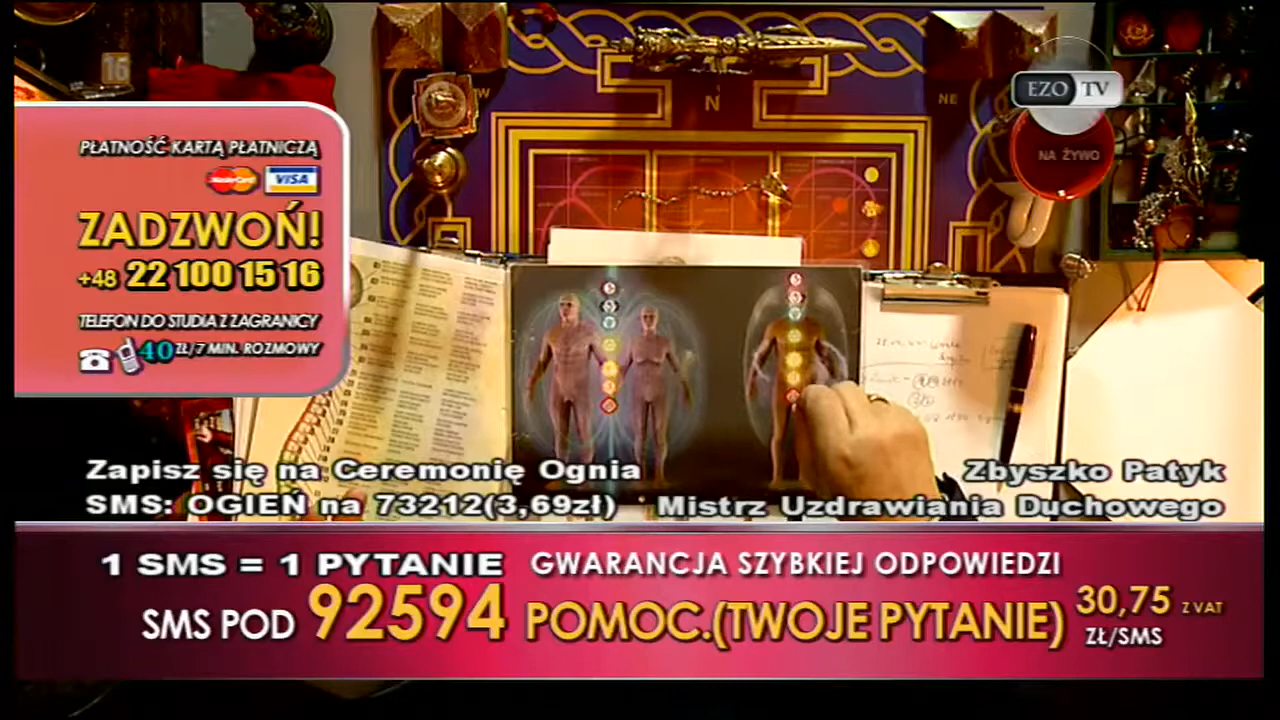 16
N
NE
EZO TV
NA ŻYWO
PŁATNOŚĆ KARTĄ PŁATNICZĄ
MasterCard VISA
ZADZWOŃ!
+48 22 100 15 16
TELEFON DO STUDIA Z ZAGRANICY
40 ZŁ/7 MIN. ROZMOWY
Zapisz się na Ceremonię Ognia
SMS: OGIEŃ na 73212(3,69zł)
Zbyszko Patyk
Mistrz Uzdrawiania Duchowego
1 SMS = 1 PYTANIE GWARANCJA SZYBKIEJ ODPOWIEDZI
SMS POD 92594 POMOC.(TWOJE PYTANIE) 30,75 Z VAT
ZŁ/SMS